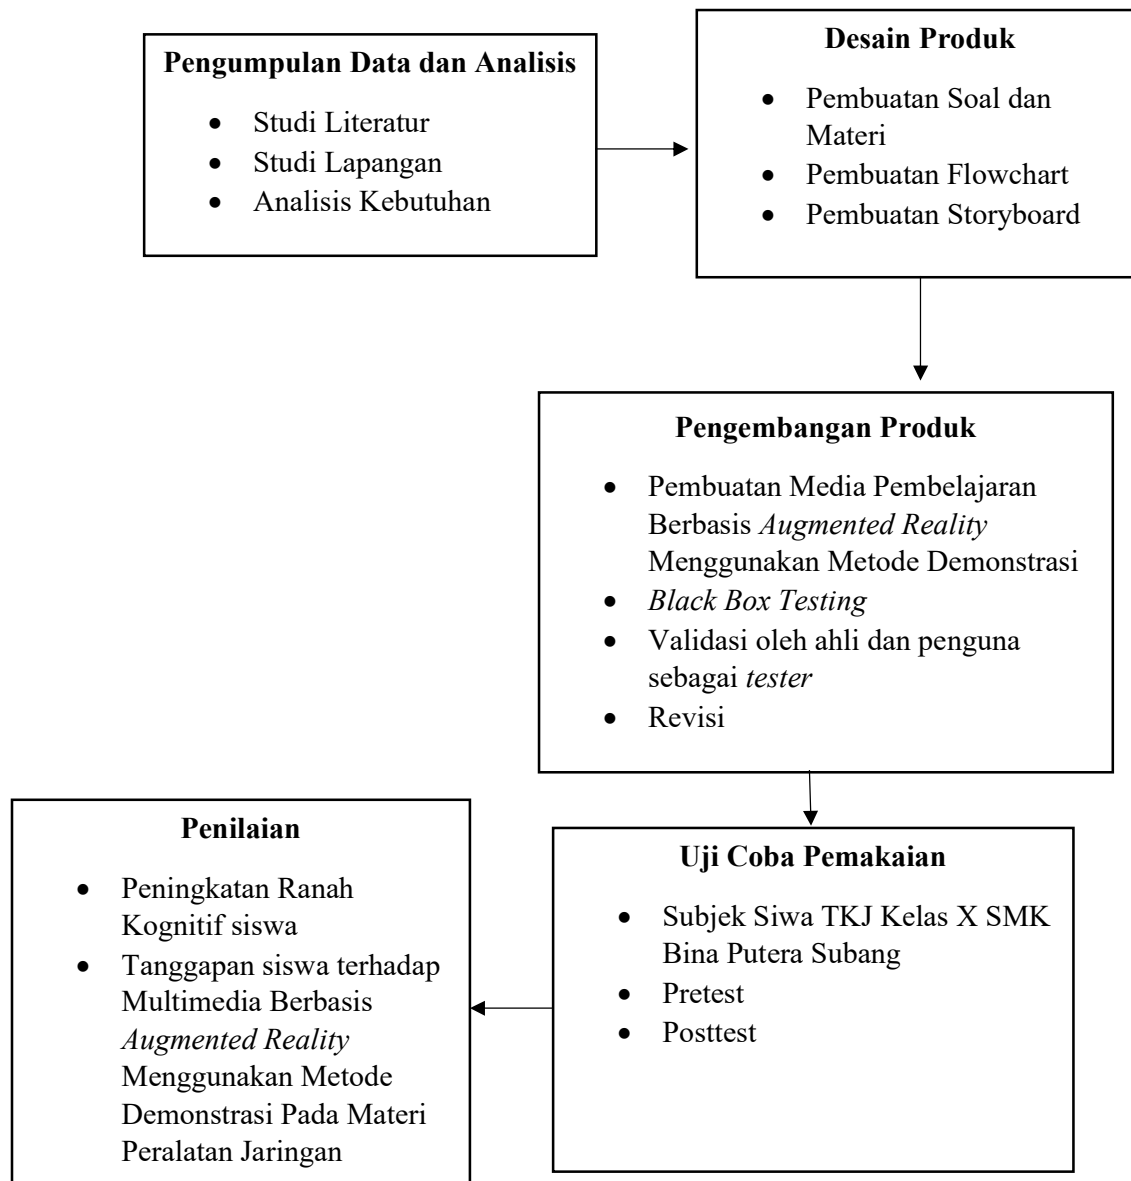 Pengumpulan Data dan Analisis
• Studi Literatur
• Studi Lapangan
• Analisis Kebutuhan
Desain Produk
• Pembuatan Soal dan
Materi
• Pembuatan Flowchart
• Pembuatan Storyboard
Pengembangan Produk
• Pembuatan Media Pembelajaran
Berbasis Augmented Reality
Menggunakan Metode Demonstrasi
• Black Box Testing
• Validasi oleh ahli dan penguna
sebagai tester
• Revisi
Uji Coba Pemakaian
• Subjek Siwa TKJ Kelas X SMK
Bina Putera Subang
• Pretest
• Posttest
Penilaian
• Peningkatan Ranah
Kognitif siswa
• Tanggapan siswa terhadap
Multimedia Berbasis
Augmented Reality
Menggunakan Metode
Demonstrasi Pada Materi
Peralatan Jaringan